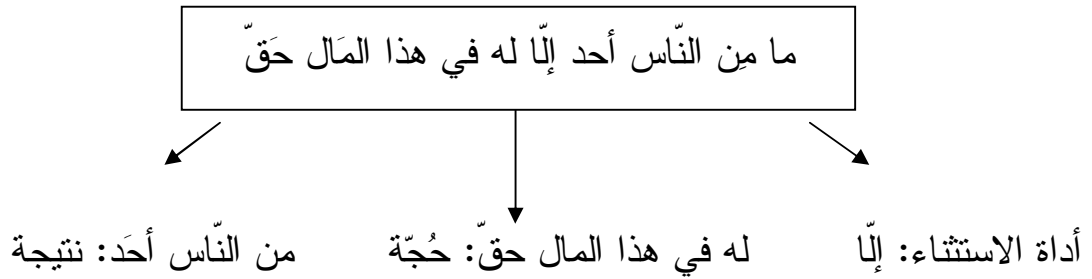 ما مِن النّاس أحد إلّا له في هذا المَال حَقّ
أداة الاستثناء: إلّا له في هذا المال حقّ: حُجّة من النّاس أحَد: نتيجة